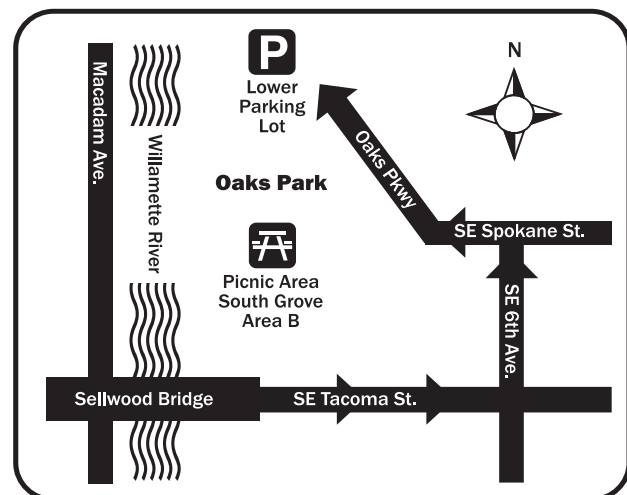 N
P
Lower
Parking
Lot
Macadam Ave.
Willamette River
Oaks Pkwy
Oaks Park
SE Spokane St.
Picnic Area
South Grove
Area B
SE 6th Ave.
Sellwood Bridge
SE Tacoma St.